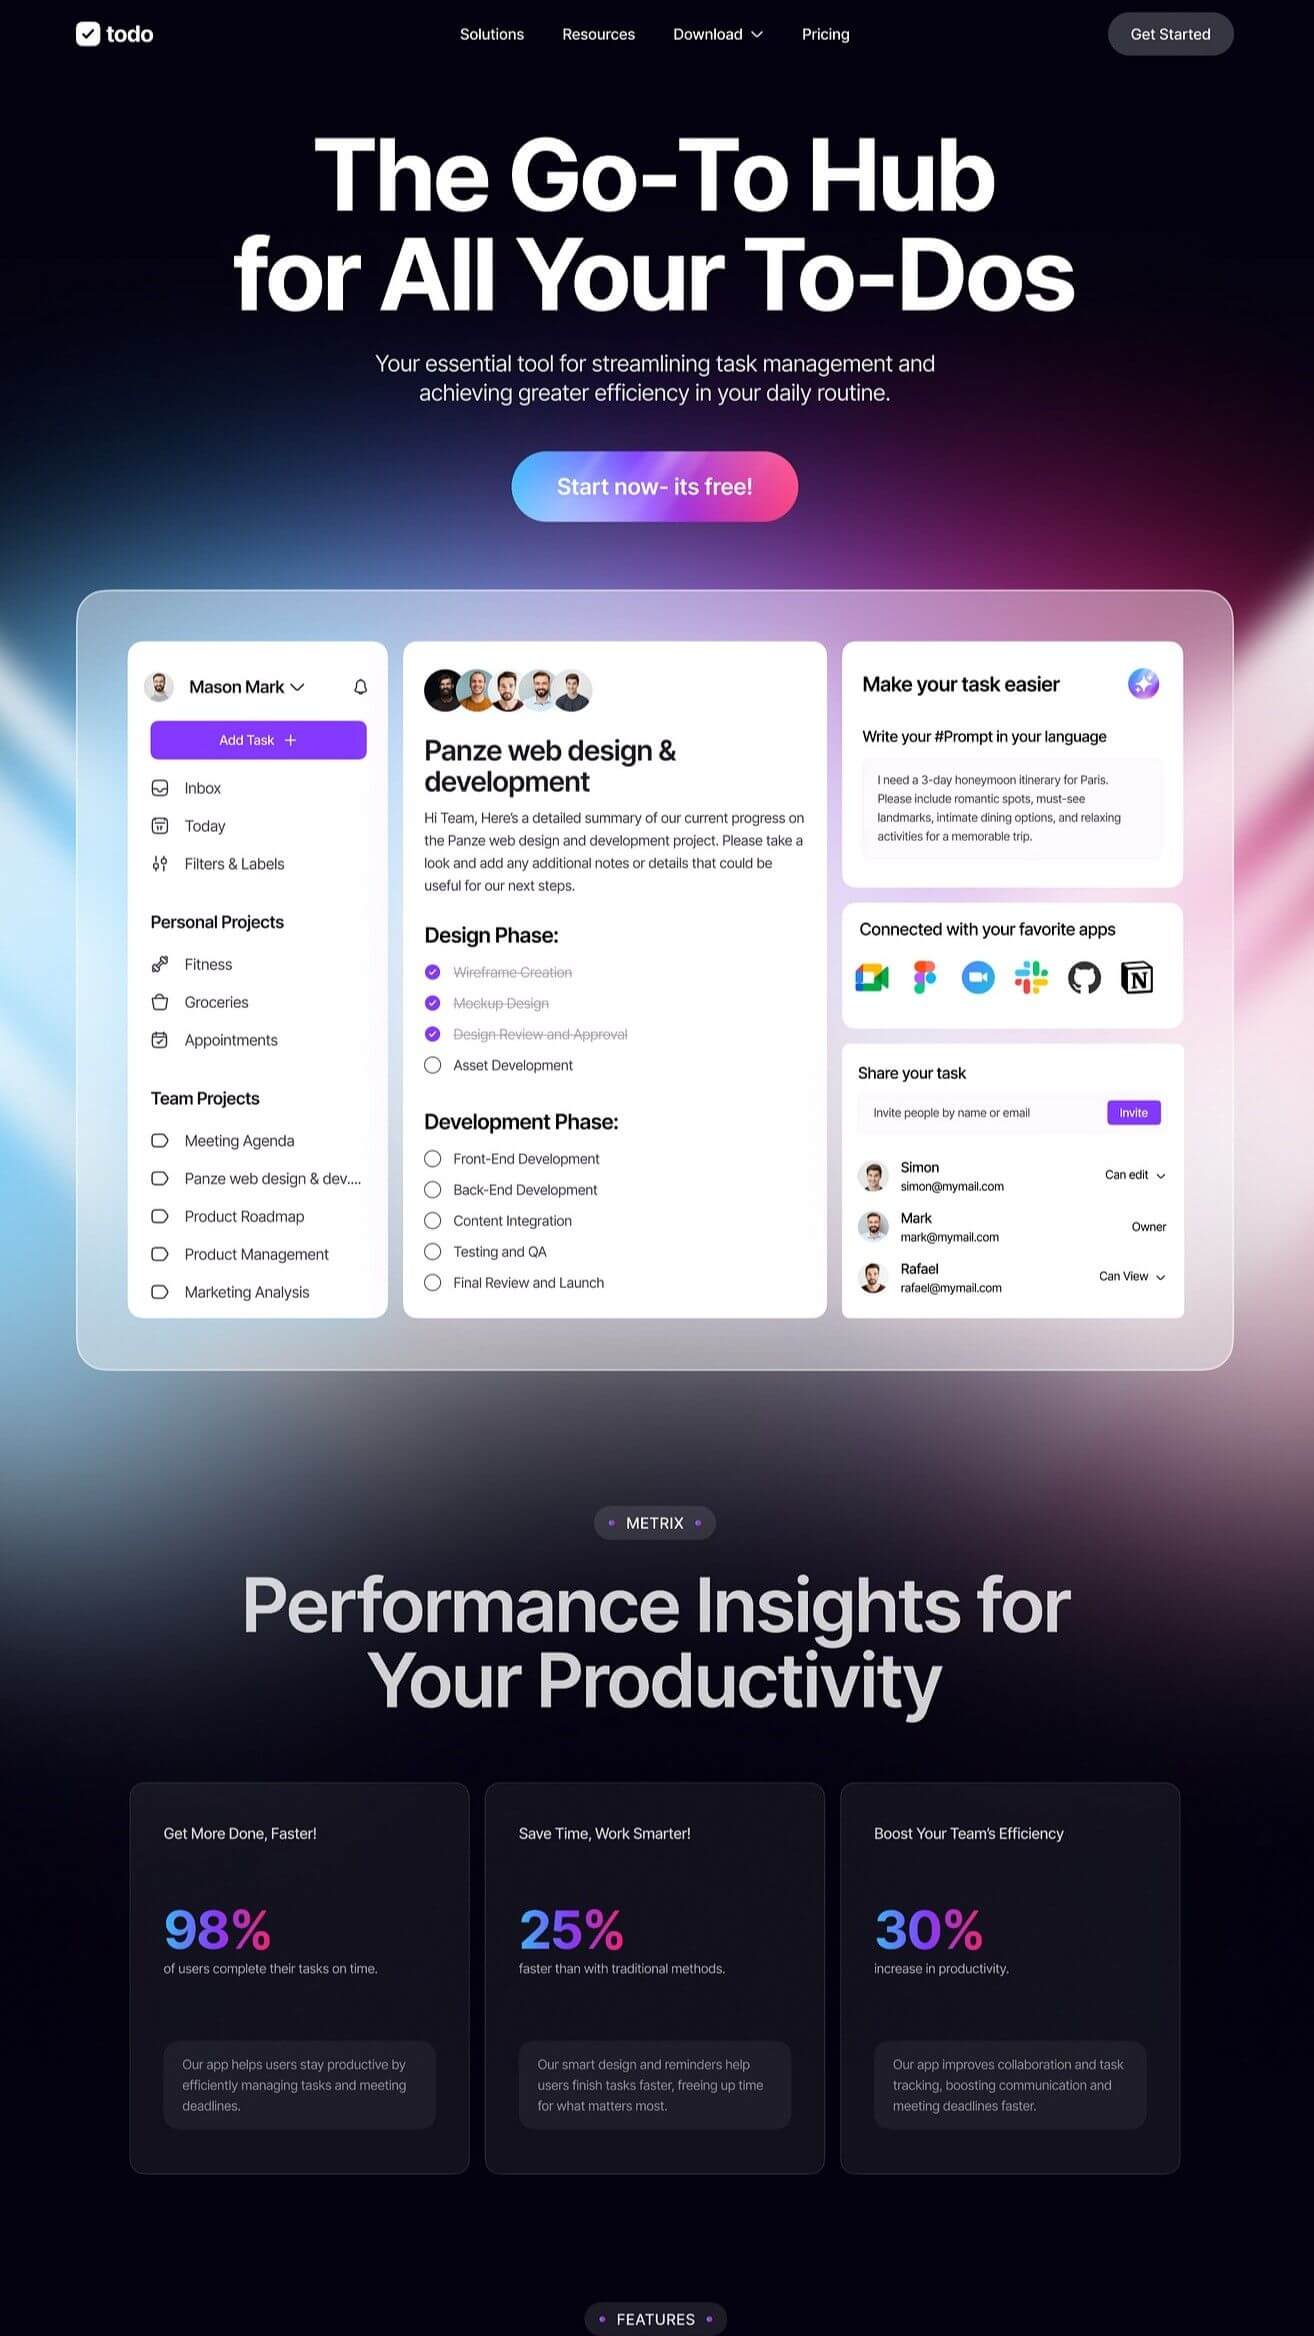 todo
Solutions
Resources
Download
Pricing
Get Started
The Go-To Hub
for All Your To-Dos
Your essential tool for streamlining task management and
achieving greater efficiency in your daily routine.
Start now- its free!
Mason Mark
Add Task +
Inbox
Today
Filters & Labels
Personal Projects
Fitness
Groceries
Appointments
Team Projects
Meeting Agenda
Panze web design & dev....
Product Roadmap
Product Management
Marketing Analysis
Panze web design &
development
Hi Team, Here's a detailed summary of our current progress on
the Panze web design and development project. Please take a
look and add any additional notes or details that could be
useful for our next steps.
Design Phase:
Wireframe Creation
Mockup Design
Design Review and Approval
Asset Development
Development Phase:
Front-End Development
Back-End Development
Content Integration
Testing and QA
Final Review and Launch
Make your task easier
Write your #Prompt in your language
I need a 3-day honeymoon itinerary for Paris.
Please include romantic spots, must-see
landmarks, intimate dining options, and relaxing
activities for a memorable trip.
Connected with your favorite apps
N
Share your task
Invite people by name or email
Invite
Simon
simon@mymail.com
Can edit
Mark
mark@mymail.com
Owner
Rafael
rafael@mymail.com
Can View
METRIX
Performance Insights for
Your Productivity
Get More Done, Faster!
98%
of users complete their tasks on time.
Our app helps users stay productive by
efficiently managing tasks and meeting
deadlines.
Save Time, Work Smarter!
25%
faster than with traditional methods.
Our smart design and reminders help
users finish tasks faster, freeing up time
for what matters most.
Boost Your Team's Efficiency
30%
increase in productivity.
Our app improves collaboration and task
tracking, boosting communication and
meeting deadlines faster.
FEATURES